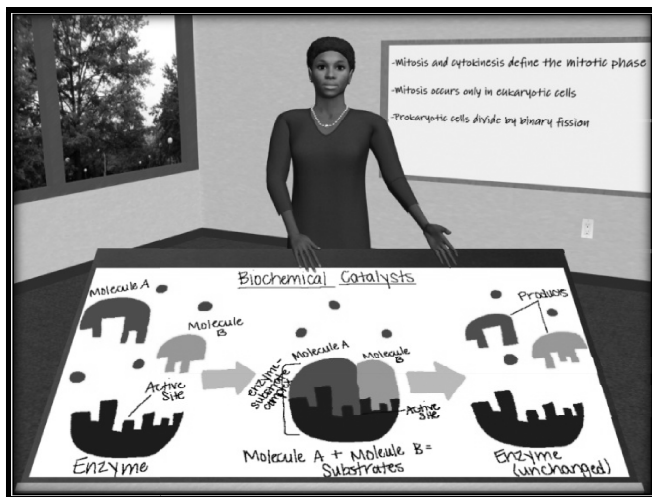 -Mitosis and cytokinesis define the mitotic phase
-Mitosis occurs only in eukaryotic cells
-Prokaryotic cells divide by binary fission
Biochemical Catalysts
Molecule A
Molecule
B
Active
Site
Enzyme
enzyme-
substrate
complex
Molecule A
Molecule
B
Active
Site
Molecule A + Molecule B =
Substrates
Products
Enzyme
(unchanged)